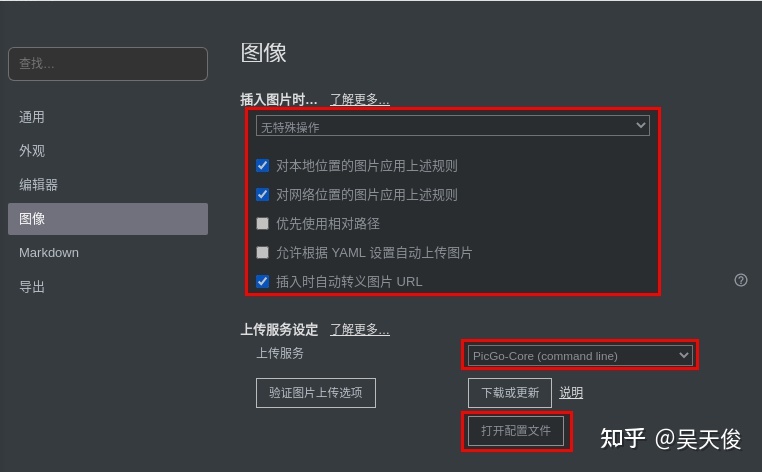 图像
查找…
插入图片时… 了解更多…
通用
无特殊操作
外观
对本地位置的图片应用上述规则
编辑器
对网络位置的图片应用上述规则
图像
优先使用相对路径
Markdown
允许根据 YAML 设置自动上传图片
导出
插入时自动转义图片 URL
上传服务设定 了解更多…
上传服务 PicGo-Core (command line)
验证图片上传选项 下载或更新 说明
打开配置文件
知乎 @吴天俊